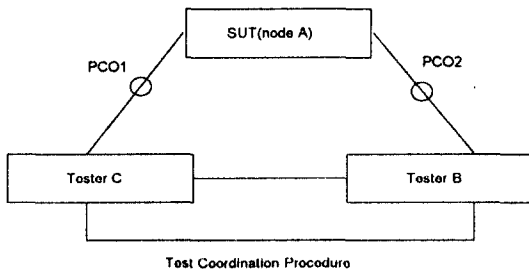 SUT(node A)
PCO1
PCO2
Tester C
Tester B
Test Coordination Procedure